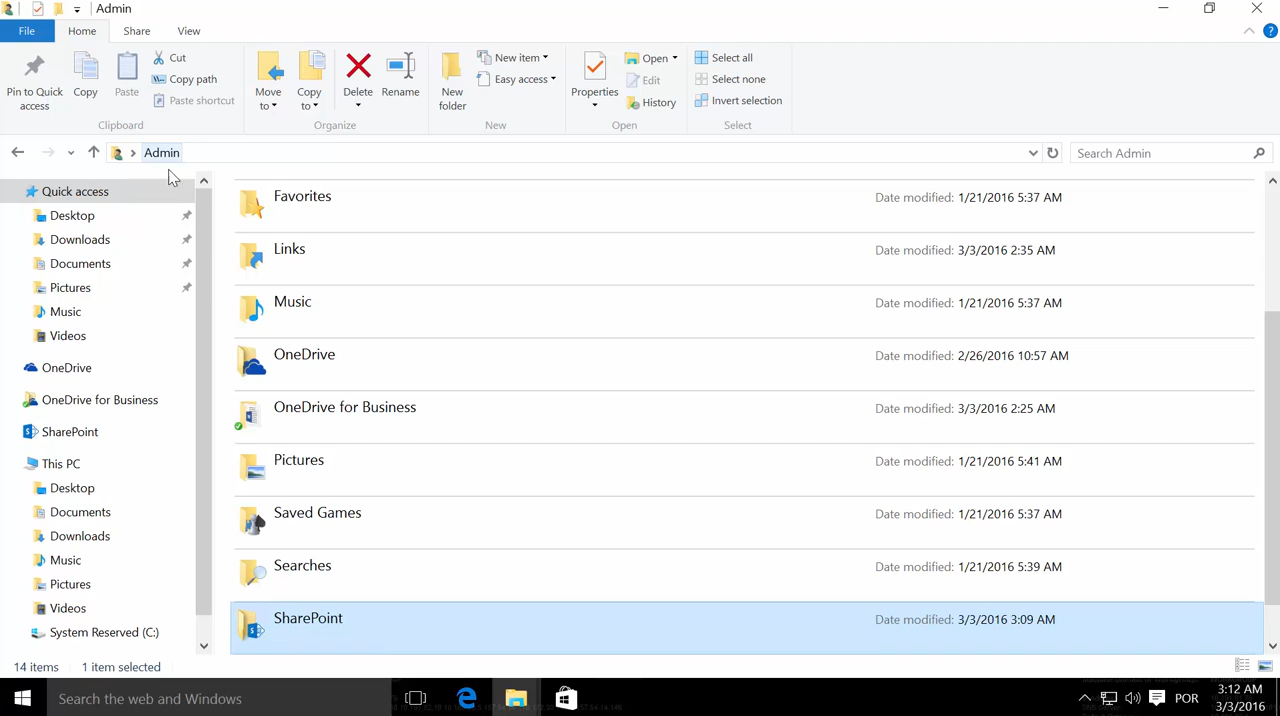 Admin
File Home Share View
Pin to Quick access
Copy
Paste
Cut
Copy path
Paste shortcut
Clipboard
Move to
Copy to
Delete
Rename
Organize
New folder
New item
Easy access
New
Properties
Open
Edit
History
Open
Select all
Select none
Invert selection
Select
Admin
Search Admin
Quick access
Desktop
Downloads
Documents
Pictures
Music
Videos
OneDrive
OneDrive for Business
SharePoint
This PC
Desktop
Documents
Downloads
Music
Pictures
Videos
System Reserved (C:)
Favorites Date modified: 1/21/2016 5:37 AM
Links Date modified: 3/3/2016 2:35 AM
Music Date modified: 1/21/2016 5:37 AM
OneDrive Date modified: 2/26/2016 10:57 AM
OneDrive for Business Date modified: 3/3/2016 2:25 AM
Pictures Date modified: 1/21/2016 5:41 AM
Saved Games Date modified: 1/21/2016 5:37 AM
Searches Date modified: 1/21/2016 5:39 AM
SharePoint Date modified: 3/3/2016 3:09 AM
14 items 1 item selected
Search the web and Windows
POR
3:12 AM
3/3/2016